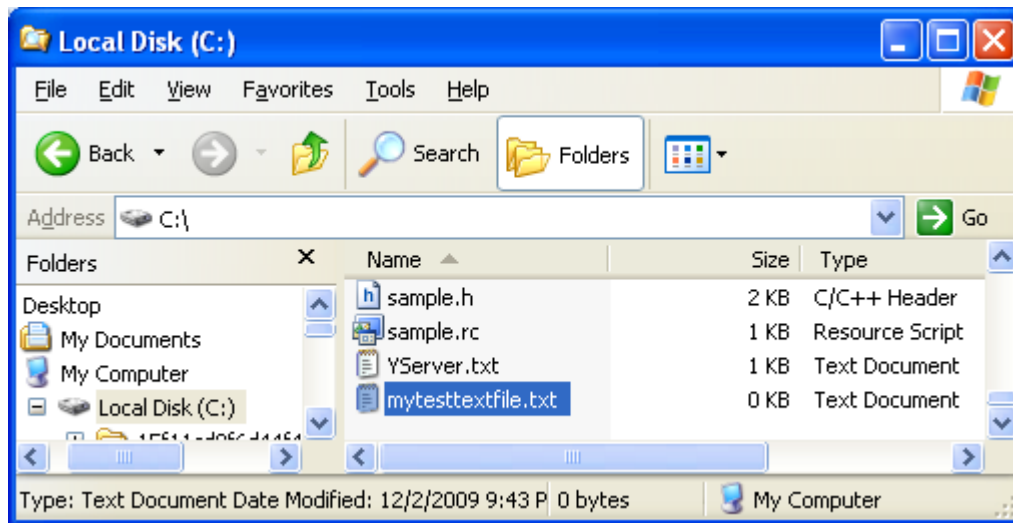 Local Disk (C:)
File Edit View Favorites Tools Help
Back Search Folders
Address C:\ Go
Folders Name Size Type
Desktop
My Documents
My Computer
Local Disk (C:)
sample.h 2 KB C/C++ Header
sample.rc 1 KB Resource Script
YServer.txt 1 KB Text Document
mytesttextfile.txt 0 KB Text Document
Type: Text Document Date Modified: 12/2/2009 9:43 P 0 bytes My Computer